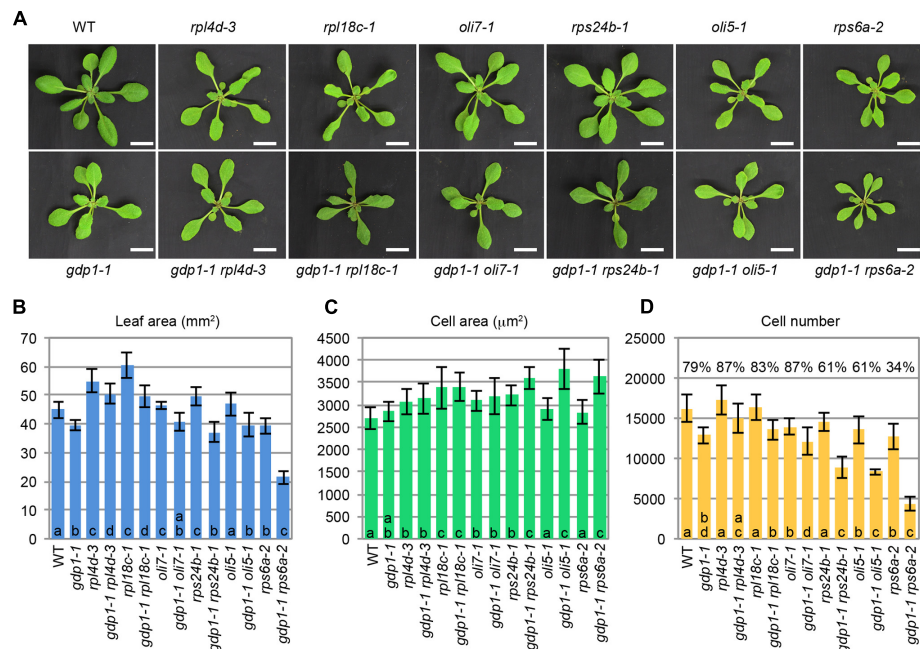 A
WT rpl4d-3 rpl18c-1 oli7-1 rps24b-1 oli5-1 rps6a-2
gdp1-1 gdp1-1 rpl4d-3 gdp1-1 rpl18c-1 gdp1-1 oli7-1 gdp1-1 rps24b-1 gdp1-1 oli5-1 gdp1-1 rps6a-2
B
Leaf area (mm²)
70
60
50
40
30
20
10
0
a
a b c d c d c b c b a b b c
WT
gdp1-1
rpl4d-3
gdp1-1 rpl4d-3
rpl18c-1
gdp1-1 rpl18c-1
oli7-1
gdp1-1 oli7-1
rps24b-1
gdp1-1 rps24b-1
oli5-1
gdp1-1 oli5-1
rps6a-2
gdp1-1 rps6a-2
C
Cell area (μm²)
4500
4000
3500
3000
2500
2000
1500
1000
500
0
a
a b b b c c b b b c a c a c
WT
gdp1-1
rpl4d-3
gdp1-1 rpl4d-3
rpl18c-1
gdp1-1 rpl18c-1
oli7-1
gdp1-1 oli7-1
rps24b-1
gdp1-1 rps24b-1
oli5-1
gdp1-1 oli5-1
rps6a-2
gdp1-1 rps6a-2
D
Cell number
25000
20000
15000
10000
5000
0
79% 87% 83% 87% 61% 61% 34%
b a
a d a c a b b d a c b c b c
WT
gdp1-1
rpl4d-3
gdp1-1 rpl4d-3
rpl18c-1
gdp1-1 rpl18c-1
oli7-1
gdp1-1 oli7-1
rps24b-1
gdp1-1 rps24b-1
oli5-1
gdp1-1 oli5-1
rps6a-2
gdp1-1 rps6a-2